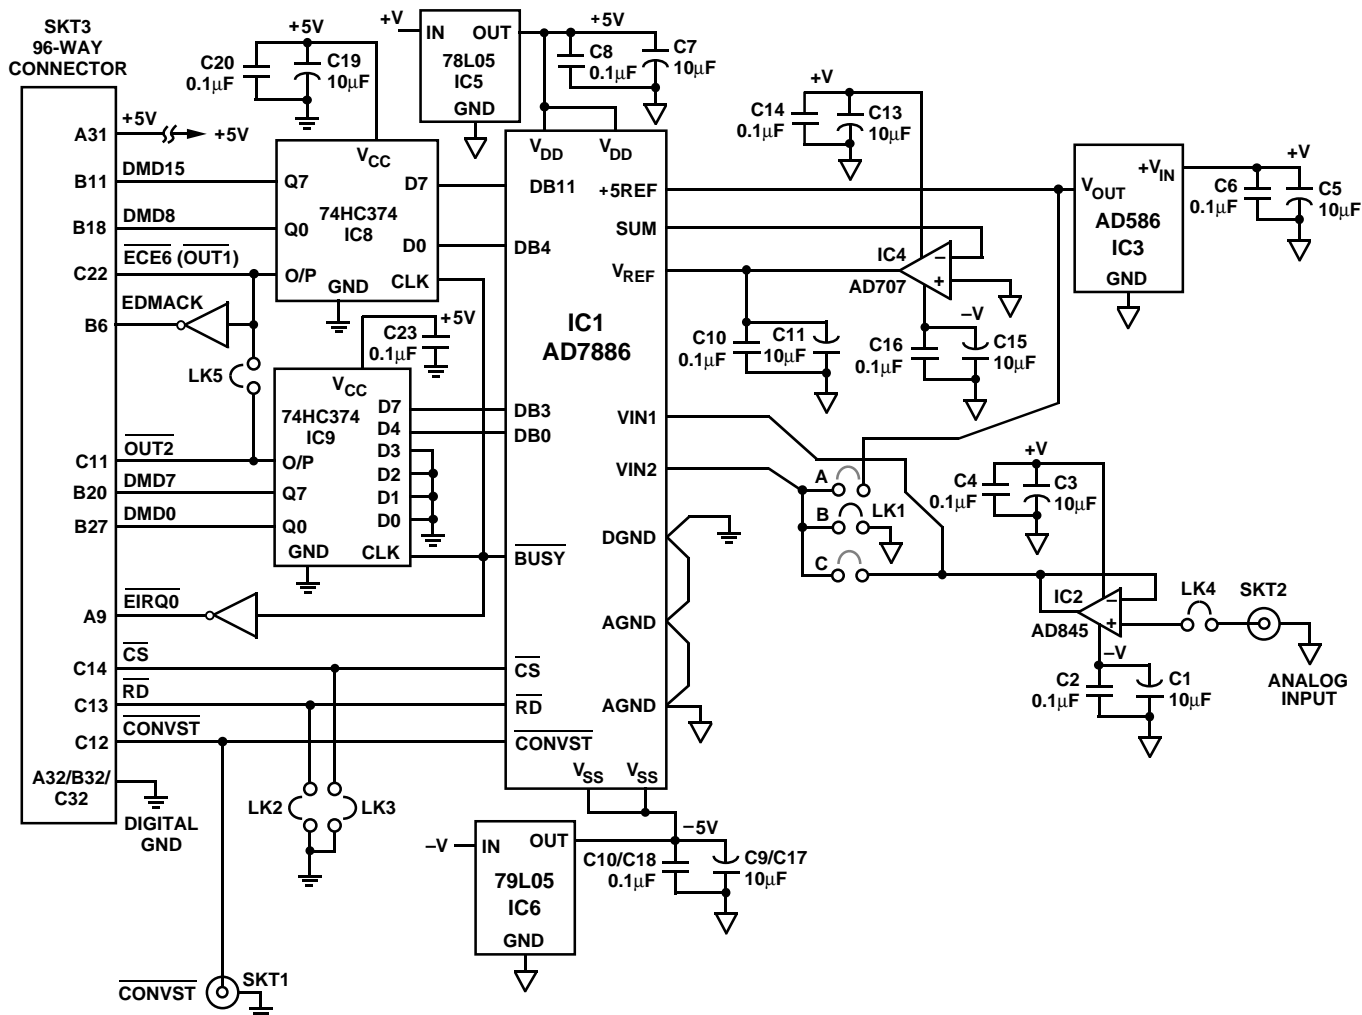 SKT3
96-WAY
CONNECTOR
A31
+5V
+5V
B11
DMD15
B18
DMD8
C22
ECE6 (OUT1)
B6
EDMACK
LK5
C11
OUT2
B20
DMD7
B27
DMD0
A9
EIRQ0
C14
CS
C13
RD
C12
CONVST
A32/B32/
C32
DIGITAL
GND
CONVST
SKT1
LK2
LK3
+5V
C20
0.1μF
C19
10μF
VCC
Q7
D7
74HC374
IC8
Q0
D0
O/P
CLK
GND
+5V
C23
0.1μF
VCC
74HC374
IC9
D7
D4
D3
D2
D1
D0
O/P
Q7
Q0
GND
CLK
+V
IN
OUT
78L05
IC5
GND
+5V
C8
0.1μF
C7
10μF
VDD
VDD
DB11
+5REF
SUM
DB4
VREF
IC1
AD7886
DB3
DB0
VIN1
VIN2
DGND
BUSY
AGND
CS
RD
AGND
CONVST
VSS
VSS
–V
IN
OUT
79L05
IC6
GND
–5V
C10/C18
0.1μF
C9/C17
10μF
+V
C14
0.1μF
C13
10μF
IC4
AD707
–
+
–V
C10
0.1μF
C11
10μF
C16
0.1μF
C15
10μF
+VIN
VOUT
AD586
IC3
GND
+V
C6
0.1μF
C5
10μF
A
B
LK1
C
+V
C4
0.1μF
C3
10μF
IC2
AD845
–
+
–V
C2
0.1μF
C1
10μF
LK4
SKT2
ANALOG
INPUT